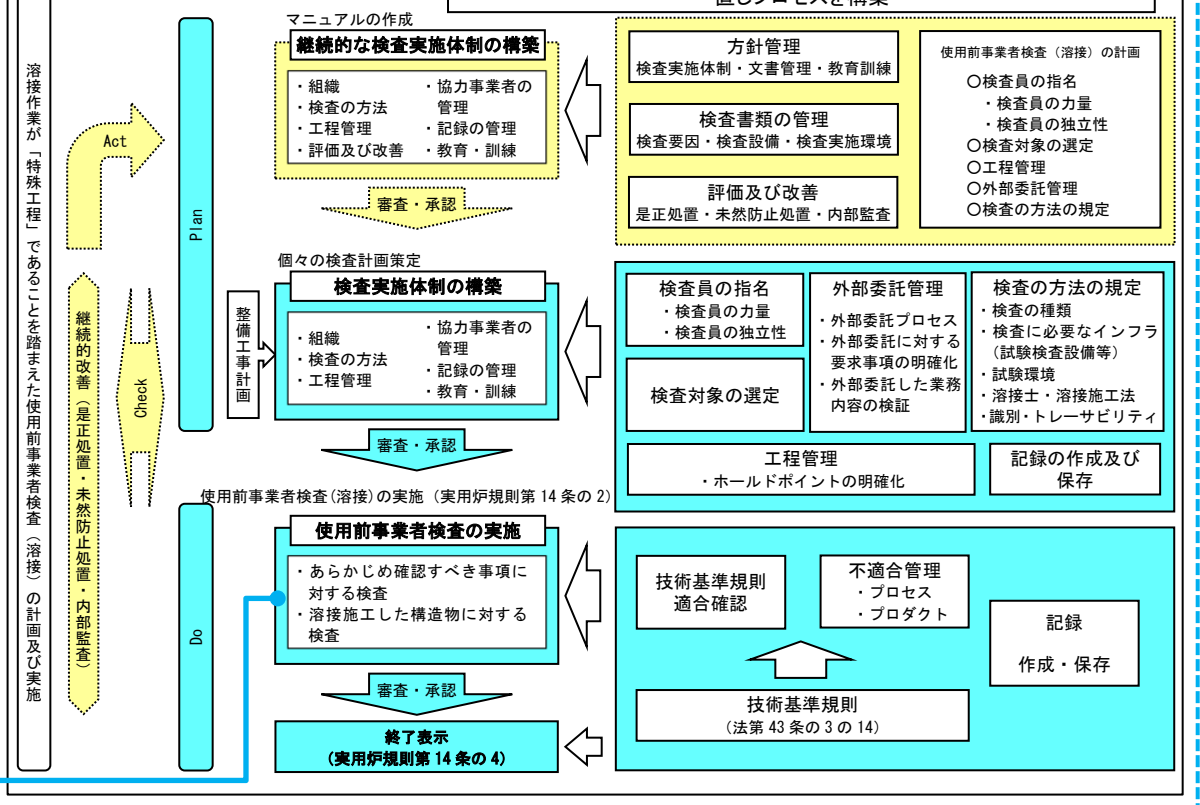 直しプロセスを構築
溶接作業が「特殊工程」であることを踏まえた使用前事業者検査（溶接）の計画及び実施
Act
継続的改善（是正処置・未然防止処置・内部監査）
Check
Plan
Do
マニュアルの作成
継続的な検査実施体制の構築
・組織
・検査の方法
・工程管理
・評価及び改善
・協力事業者の
管理
・記録の管理
・教育・訓練
審査・承認
方針管理
検査実施体制・文書管理・教育訓練
検査書類の管理
検査要因・検査設備・検査実施環境
評価及び改善
是正処置・未然防止処置・内部監査
使用前事業者検査（溶接）の計画
○検査員の指名
・検査員の力量
・検査員の独立性
○検査対象の選定
○工程管理
○外部委託管理
○検査の方法の規定
個々の検査計画策定
整備工事計画
検査実施体制の構築
・組織
・検査の方法
・工程管理
・協力事業者の
管理
・記録の管理
・教育・訓練
審査・承認
検査員の指名
・検査員の力量
・検査員の独立性
検査対象の選定
外部委託管理
・外部委託プロセス
・外部委託に対する
要求事項の明確化
・外部委託した業務
内容の検証
検査の方法の規定
・検査の種類
・検査に必要なインフラ
（試験検査設備等）
・試験環境
・溶接士・溶接施工法
・識別・トレーサビリティ
工程管理
・ホールドポイントの明確化
記録の作成及び
保存
使用前事業者検査(溶接)の実施（実用炉規則第14条の2）
使用前事業者検査の実施
・あらかじめ確認すべき事項に
対する検査
・溶接施工した構造物に対する
検査
審査・承認
終了表示
(実用炉規則第14条の4)
技術基準規則
適合確認
不適合管理
・プロセス
・プロダクト
記録
作成・保存
技術基準規則
(法第43条の3の14)